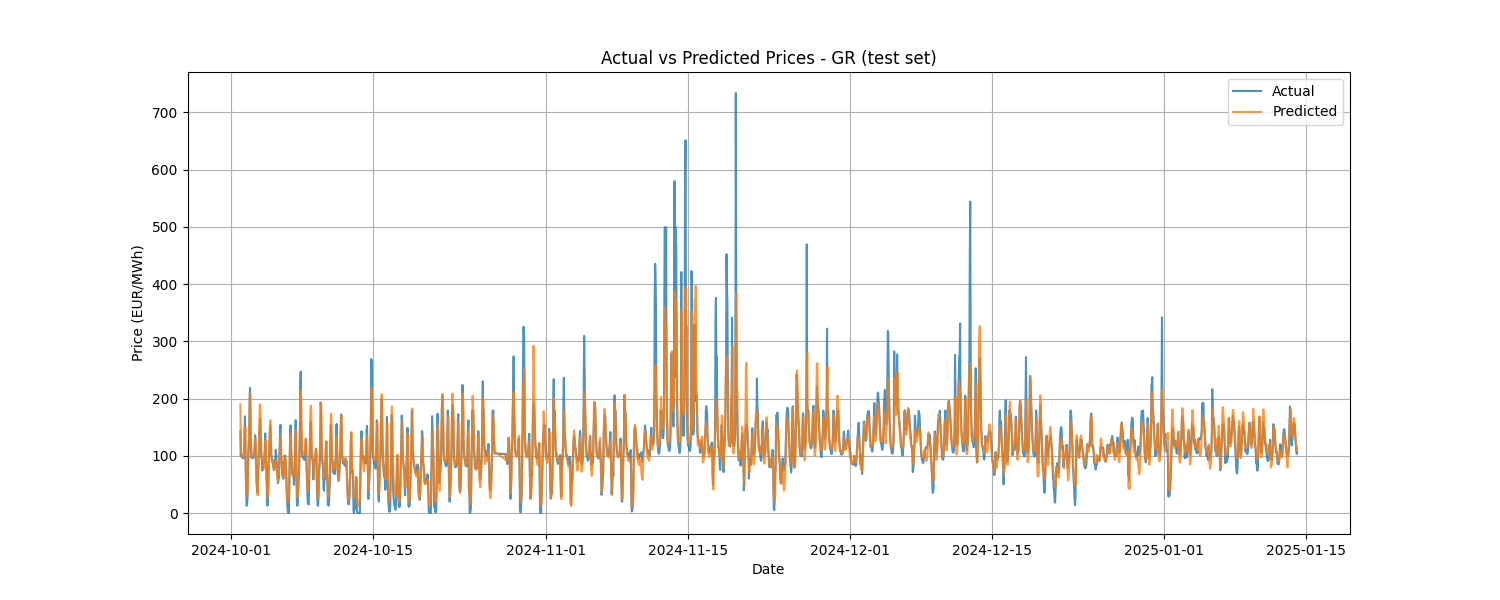 Actual vs Predicted Prices - GR (test set)
Actual
Predicted
Price (EUR/MWh)
700
600
500
400
300
200
100
0
2024-10-01 2024-10-15 2024-11-01 2024-11-15 2024-12-01 2024-12-15 2025-01-01 2025-01-15
Date